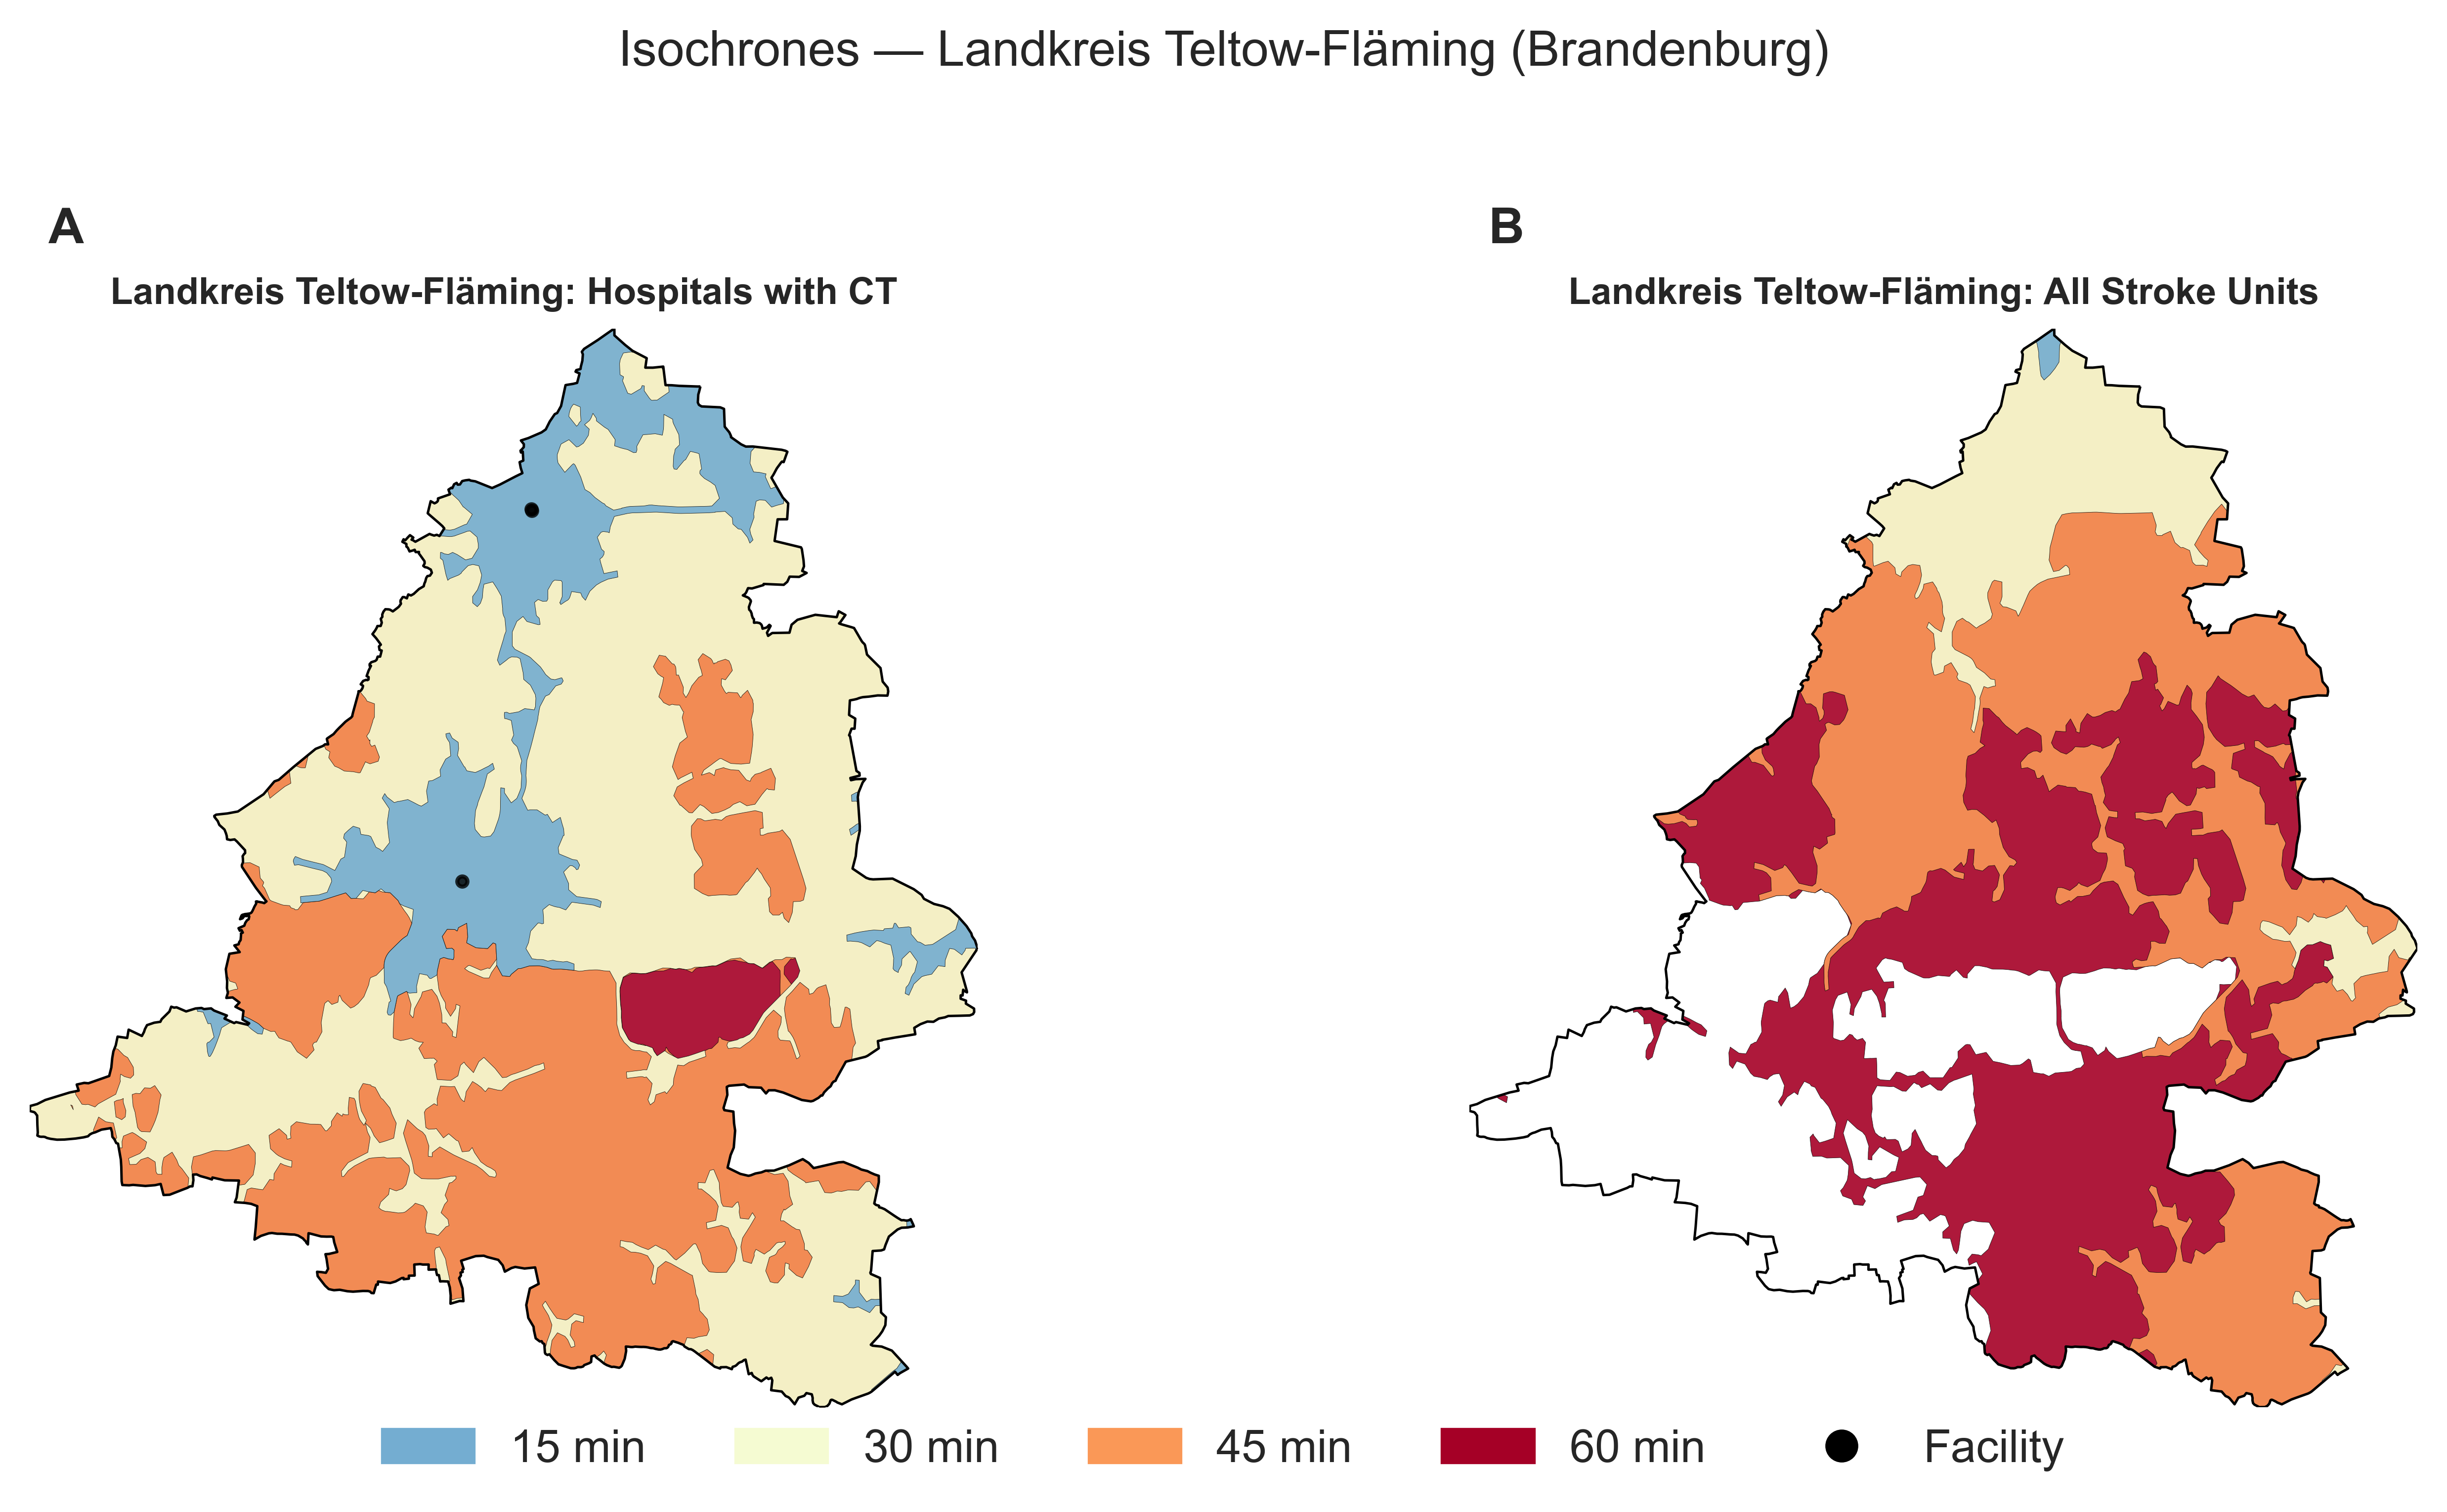 Isochrones — Landkreis Teltow-Fläming (Brandenburg)
A
B
Landkreis Teltow-Fläming: Hospitals with CT
Landkreis Teltow-Fläming: All Stroke Units
15 min
30 min
45 min
60 min
Facility